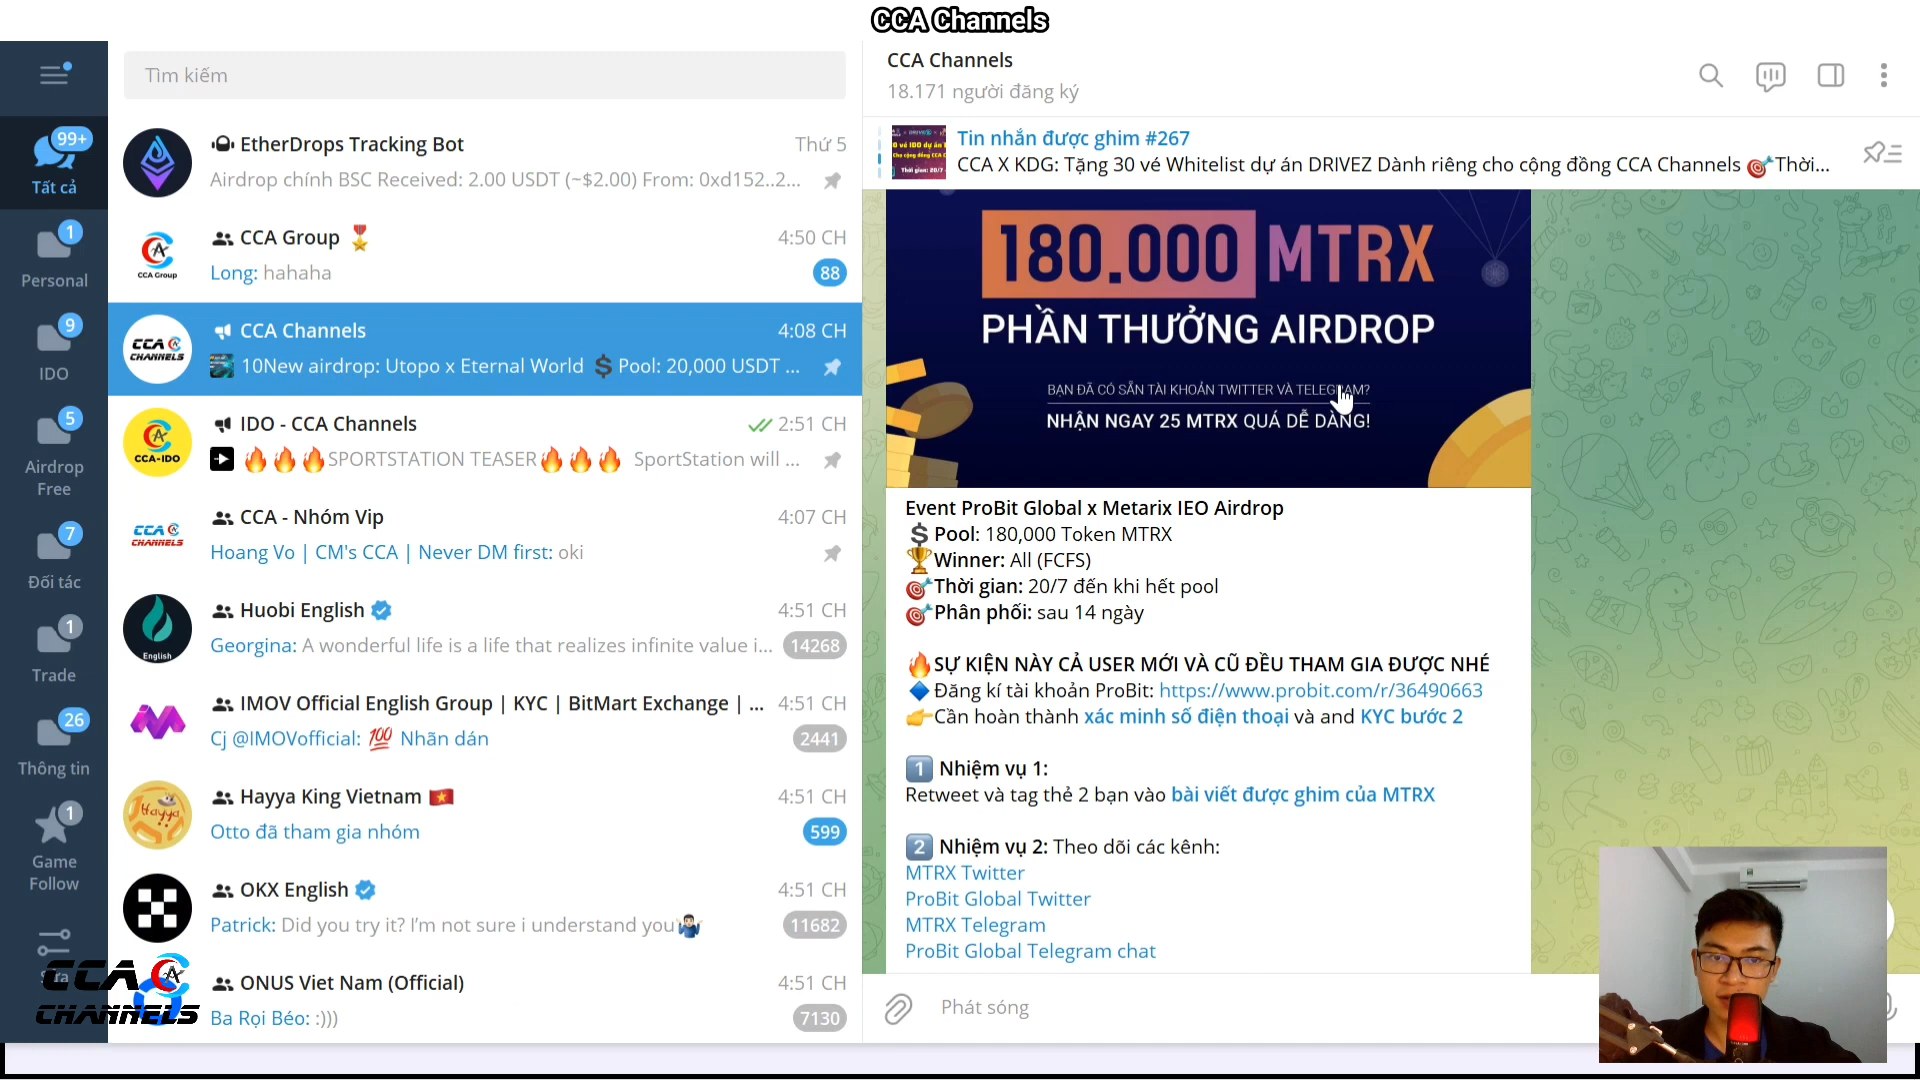 CCA Channels
99+
Tất cả
1
Personal
9
IDO
5
Airdrop
Free
7
Đối tác
1
Trade
26
Thông tin
1
Game
Follow
CCA
CHANNELS
Tìm kiếm
EtherDrops Tracking Bot Thứ 5
Airdrop chính BSC Received: 2.00 USDT (~$2.00) From: 0xd152..2...
CCA Group
CCA Group 🎖️ 4:50 CH
Long: hahaha 88
CCA
CHANNELS
CCA Channels 4:08 CH
10New airdrop: Utopo x Eternal World 💲 Pool: 20,000 USDT ...
CCA-IDO
IDO - CCA Channels 2:51 CH
🔥🔥🔥SPORTSTATION TEASER🔥🔥🔥 SportStation will ...
CCA
CHANNELS
CCA - Nhóm Vip 4:07 CH
Hoang Vo | CM's CCA | Never DM first: oki
English
Huobi English 4:51 CH
Georgina: A wonderful life is a life that realizes infinite value i... 14268
IMOV Official English Group | KYC | BitMart Exchange | ... 4:51 CH
Cj @IMOVofficial: 💯 Nhãn dán 2441
Hayya
Hayya King Vietnam 🇻🇳 4:51 CH
Otto đã tham gia nhóm 599
OKX English 4:51 CH
Patrick: Did you try it? I'm not sure i understand you🤷🏻‍♂️ 11682
ONUS Viet Nam (Official) 4:51 CH
Ba Rọi Béo: :))) 7130
CCA Channels
18.171 người đăng ký
Tin nhắn được ghim #267
CCA X KDG: Tặng 30 vé Whitelist dự án DRIVEZ Dành riêng cho cộng đồng CCA Channels 🎯Thời...
180.000 MTRX
PHẦN THƯỞNG AIRDROP
BẠN ĐÃ CÓ SẴN TÀI KHOẢN TWITTER VÀ TELEGRAM?
NHẬN NGAY 25 MTRX QUÁ DỄ DÀNG!
Event ProBit Global x Metarix IEO Airdrop
💲Pool: 180,000 Token MTRX
🏆Winner: All (FCFS)
🎯Thời gian: 20/7 đến khi hết pool
🎯Phân phối: sau 14 ngày
🔥SỰ KIỆN NÀY CẢ USER MỚI VÀ CŨ ĐỀU THAM GIA ĐƯỢC NHÉ
🔷Đăng kí tài khoản ProBit: https://www.probit.com/r/36490663
👉Cần hoàn thành xác minh số điện thoại và and KYC bước 2
1️⃣ Nhiệm vụ 1:
Retweet và tag thẻ 2 bạn vào bài viết được ghim của MTRX
2️⃣ Nhiệm vụ 2: Theo dõi các kênh:
MTRX Twitter
ProBit Global Twitter
MTRX Telegram
ProBit Global Telegram chat
Phát sóng